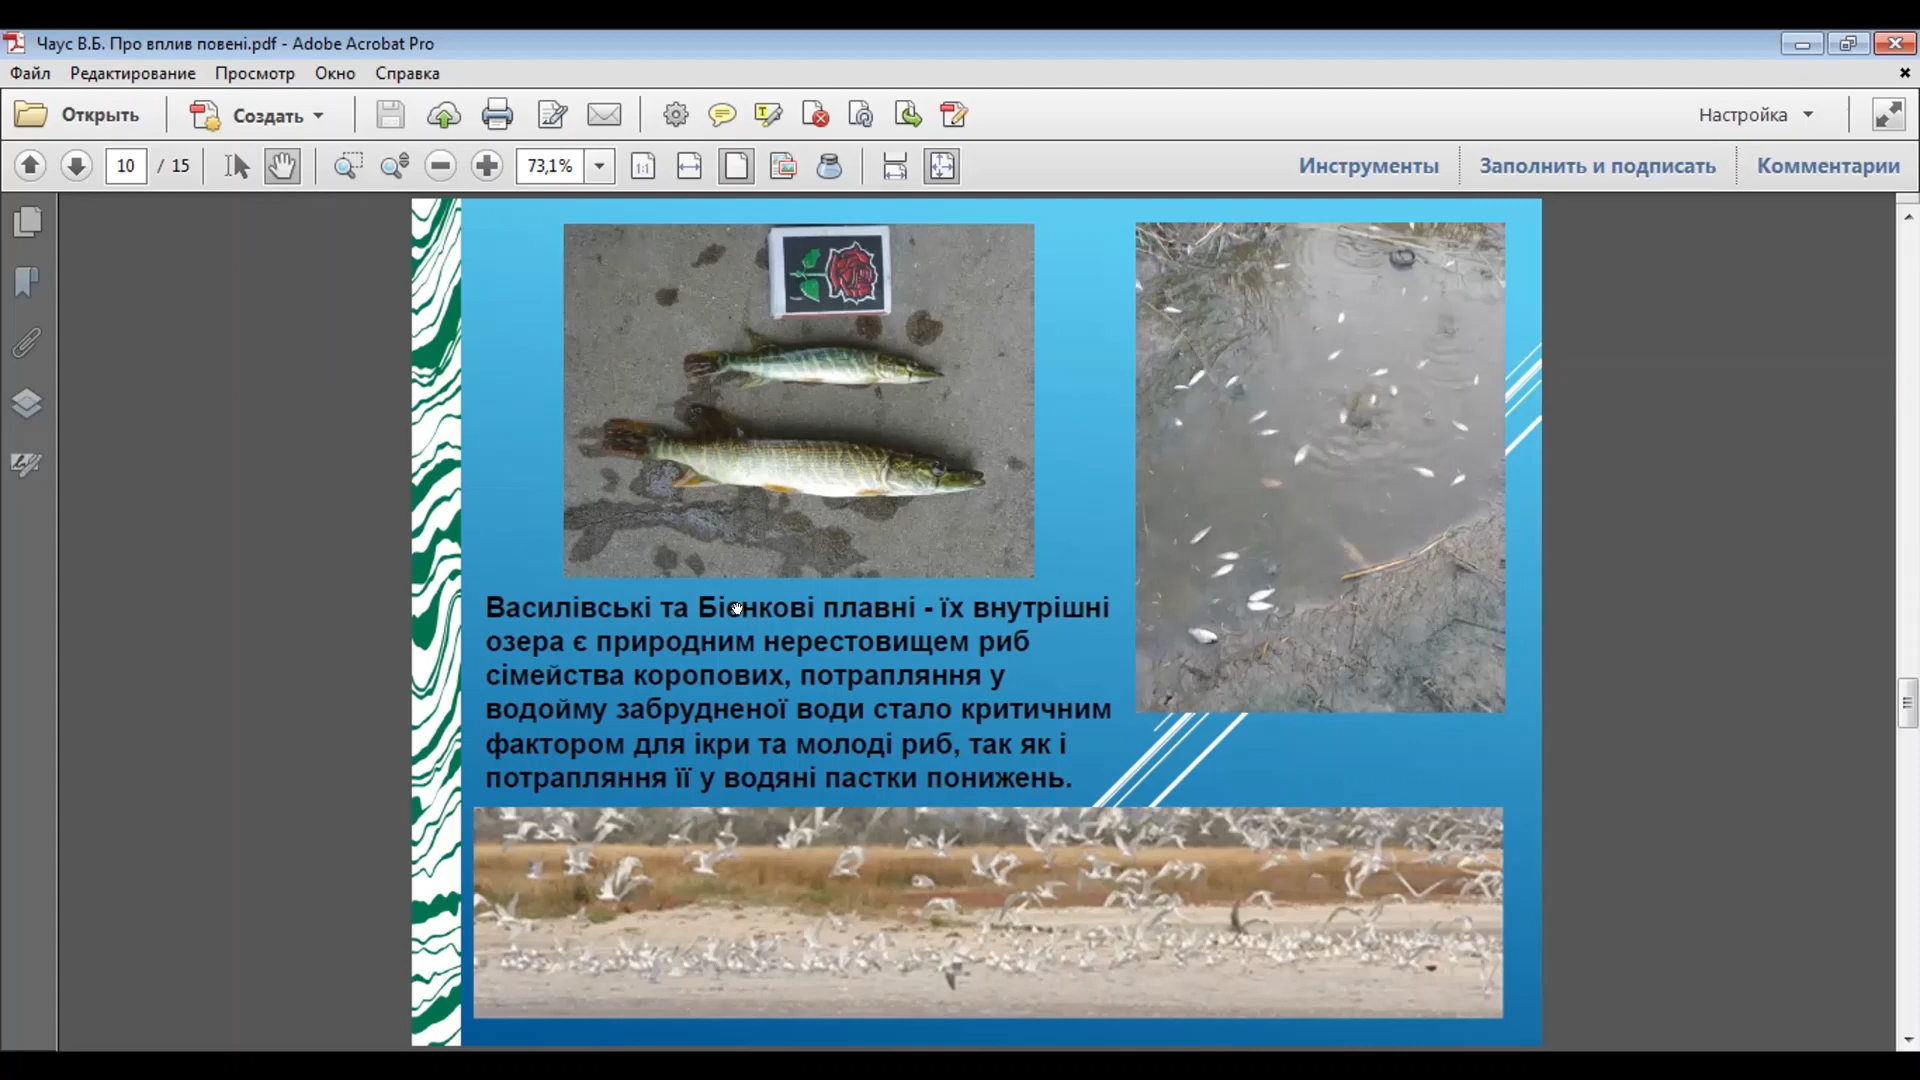 Чаус В.Б. Про вплив повені.pdf - Adobe Acrobat Pro
Файл Редактирование Просмотр Окно Справка
Открыть Создать Настройка
10 / 15 73,1% Инструменты Заполнить и подписать Комментарии
Василівські та Бієнкові плавні - їх внутрішні
озера є природним нерестовищем риб
сімейства коропових, потрапляння у
водойму забрудненої води стало критичним
фактором для ікри та молоді риб, так як і
потрапляння її у водяні пастки понижень.